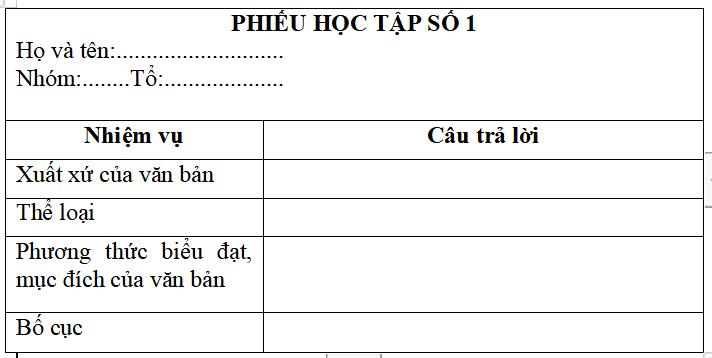 PHIẾU HỌC TẬP SỐ 1
Họ và tên:............................
Nhóm:........Tổ:....................
Nhiệm vụ
Câu trả lời
Xuất xứ của văn bản
Thể loại
Phương thức biểu đạt,
mục đích của văn bản
Bố cục